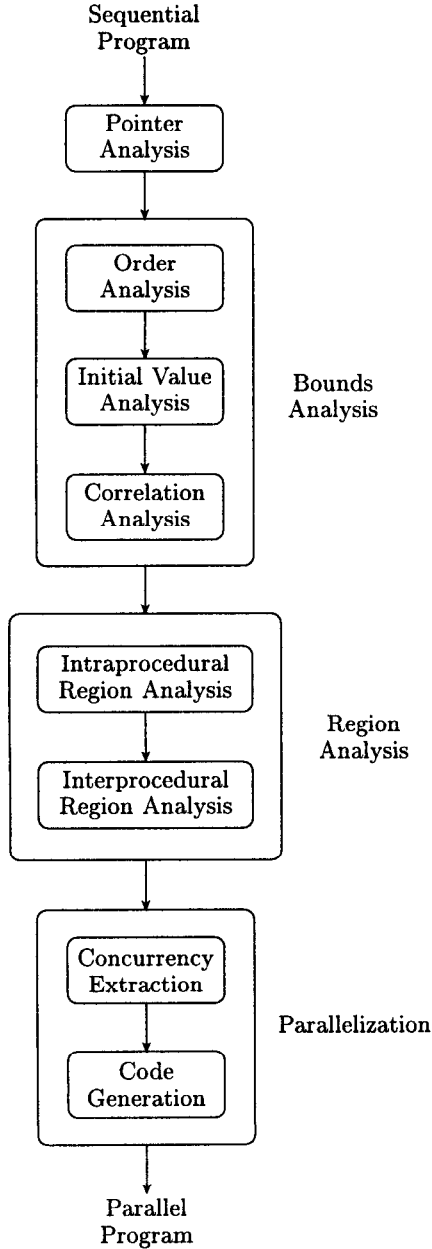 Sequential
Program
Pointer
Analysis
Order
Analysis
Initial Value
Analysis
Bounds
Analysis
Correlation
Analysis
Intraprocedural
Region Analysis
Region
Analysis
Interprocedural
Region Analysis
Concurrency
Extraction
Parallelization
Code
Generation
Parallel
Program